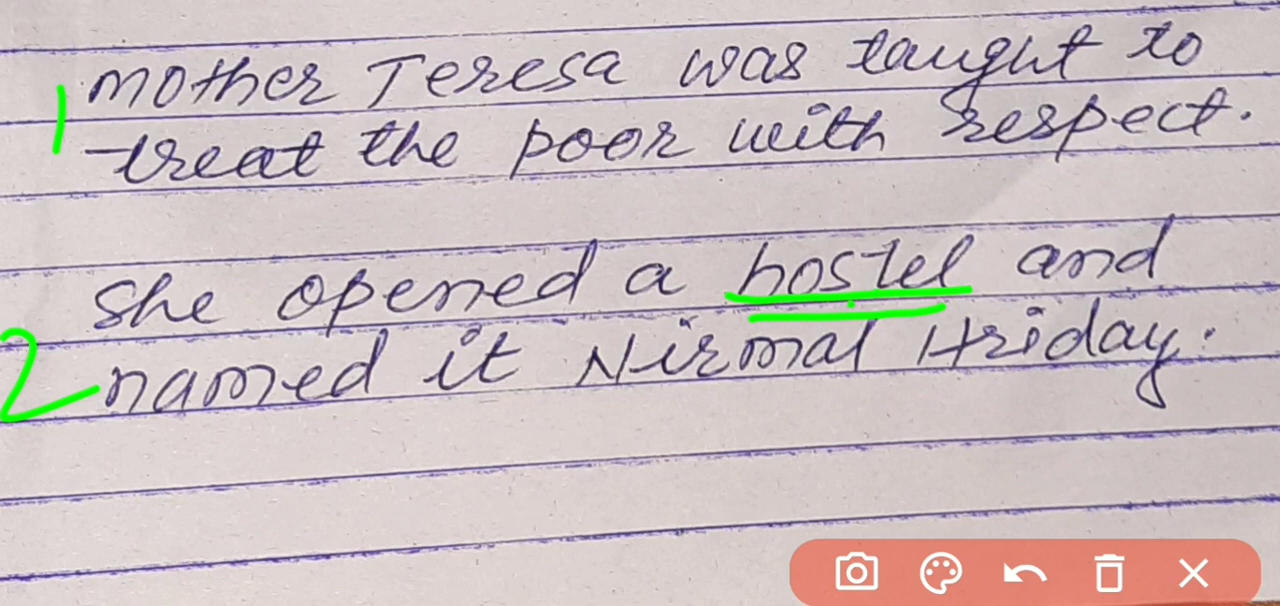 1 mother Teresa was taught to
treat the poor with respect.
she opened a hostel and
2 named it Nirmal Hriday.